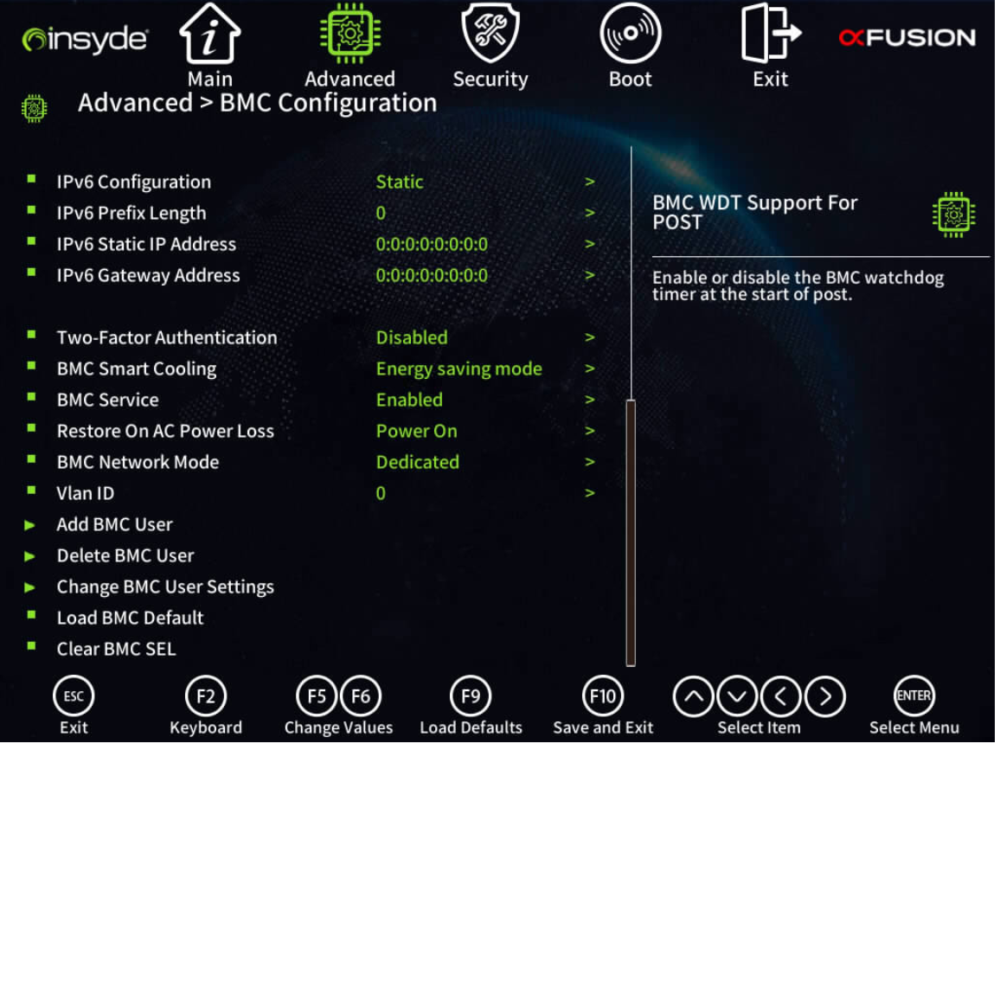 insyde
Main
Advanced
Security
Boot
Exit
FUSION
Advanced > BMC Configuration
IPv6 Configuration Static >
IPv6 Prefix Length 0 >
IPv6 Static IP Address 0:0:0:0:0:0:0:0 >
IPv6 Gateway Address 0:0:0:0:0:0:0:0 >
Two-Factor Authentication Disabled >
BMC Smart Cooling Energy saving mode >
BMC Service Enabled >
Restore On AC Power Loss Power On >
BMC Network Mode Dedicated >
Vlan ID 0 >
Add BMC User
Delete BMC User
Change BMC User Settings
Load BMC Default
Clear BMC SEL
BMC WDT Support For
POST
Enable or disable the BMC watchdog
timer at the start of post.
ESC F2 F5 F6 F9 F10 ENTER
Exit Keyboard Change Values Load Defaults Save and Exit Select Item Select Menu